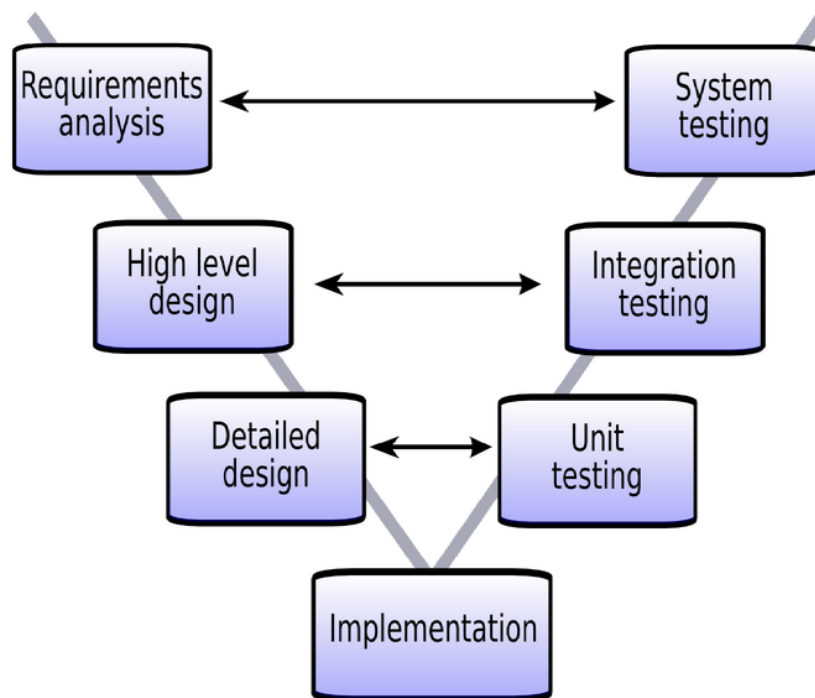 Requirements
analysis
System
testing
High level
design
Integration
testing
Detailed
design
Unit
testing
Implementation